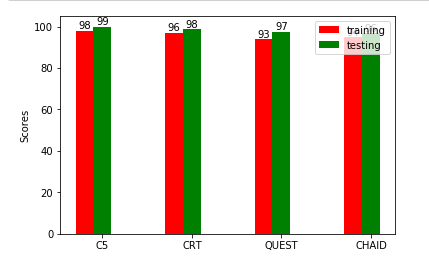 98 99
96 98
93 97
training
testing
Scores
100
80
60
40
20
0
C5
CRT
QUEST
CHAID